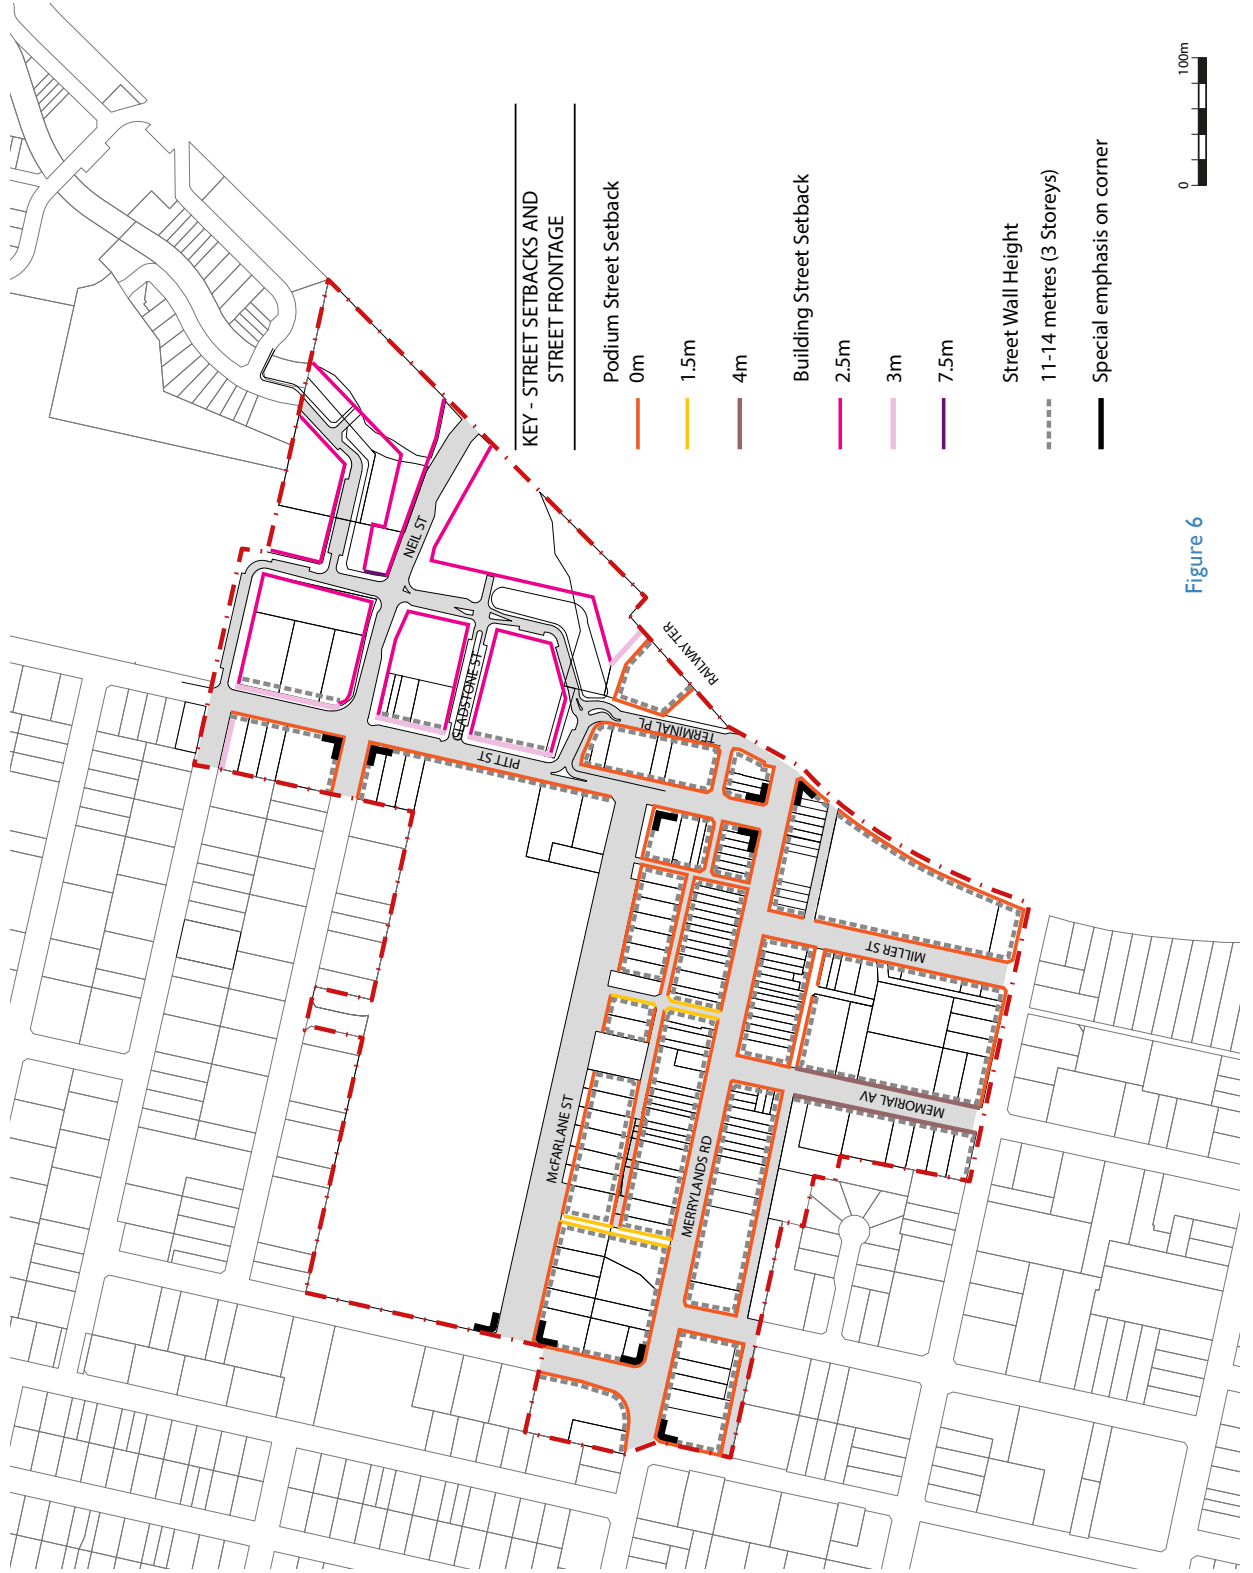 NEIL ST
GLADSTONE ST
PITT ST
TERMINAL PL
RAILWAY TER
McFARLANE ST
MERRYLANDS RD
MILLER ST
MEMORIAL AV
KEY - STREET SETBACKS AND
STREET FRONTAGE
Podium Street Setback
0m
1.5m
4m
Building Street Setback
2.5m
3m
7.5m
Street Wall Height
11-14 metres (3 Storeys)
Special emphasis on corner
0
100m
Figure 6